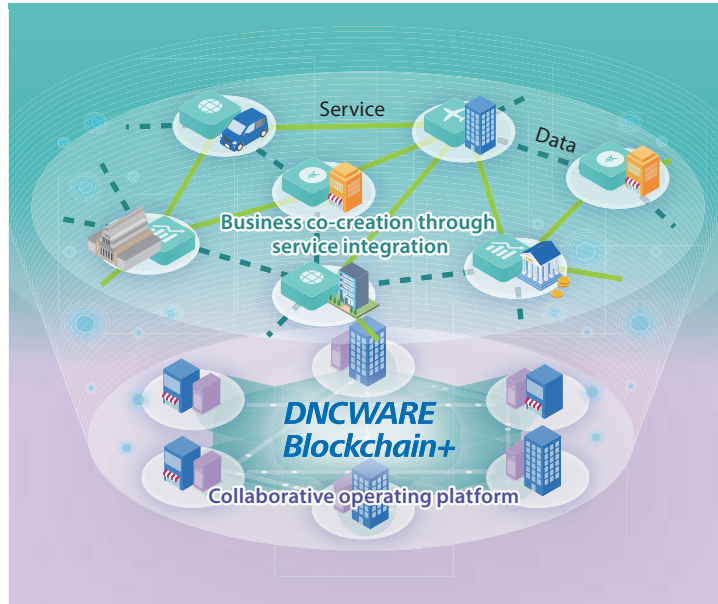 Service
Data
Business co-creation through
service integration
DNCWARE
Blockchain+
Collaborative operating platform